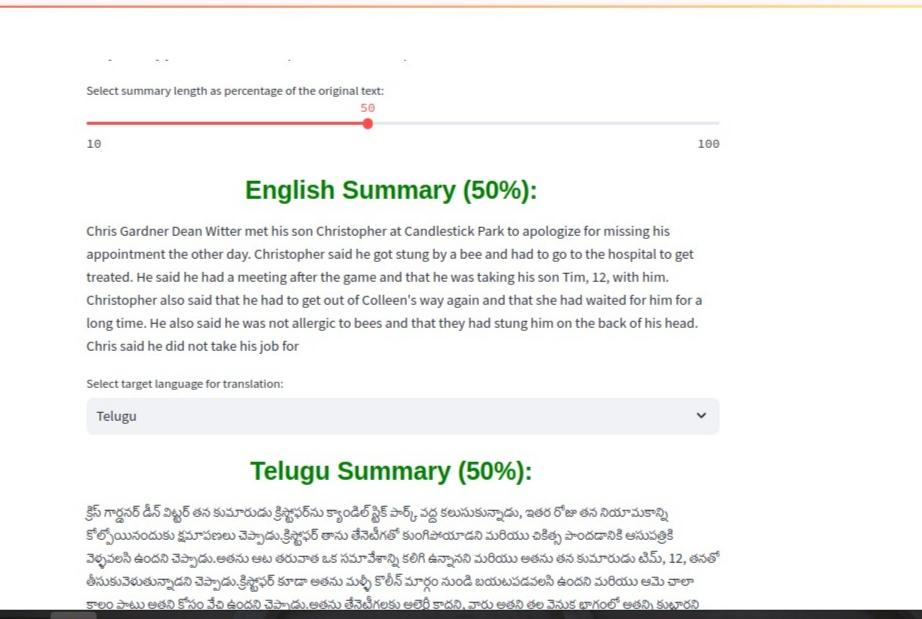 Select summary length as percentage of the original text:
50
10 100
English Summary (50%):
Chris Gardner Dean Witter met his son Christopher at Candlestick Park to apologize for missing his
appointment the other day. Christopher said he got stung by a bee and had to go to the hospital to get
treated. He said he had a meeting after the game and that he was taking his son Tim, 12, with him.
Christopher also said that he had to get out of Colleen's way again and that she had waited for him for a
long time. He also said he was not allergic to bees and that they had stung him on the back of his head.
Chris said he did not take his job for
Select target language for translation:
Telugu
Telugu Summary (50%):
క్రిస్ గార్డనర్ డీన్ విట్టర్ తన కుమారుడు క్రిస్టోఫర్‌ను క్యాండిల్ స్టిక్ పార్క్ వద్ద కలుసుకున్నాడు, ఇతర రోజు తన నియామకాన్ని
కోల్పోయినందుకు క్షమాపణలు చెప్పాడు.క్రిస్టోఫర్ తాను తేనెటీగతో కుంగిపోయాడని మరియు చికిత్స పొందడానికి ఆసుపత్రికి
వెళ్ళవలసి ఉందని చెప్పాడు.అతను ఆట తరువాత ఒక సమావేశాన్ని కలిగి ఉన్నానని మరియు అతను తన కుమారుడు టిమ్, 12, తనతో
తీసుకువెళుతున్నాడని చెప్పాడు.క్రిస్టోఫర్ కూడా అతను మళ్ళీ కొలీన్ మార్గం నుండి బయటపడవలసి ఉందని మరియు ఆమె చాలా
కాలం పాటు అతని కోసం వేచి ఉందని చెప్పాడు.అతను తేనెటీగలకు అలెర్జీ కాదని, వారు అతని తల వెనుక భాగంలో అతన్ని కుట్టారని